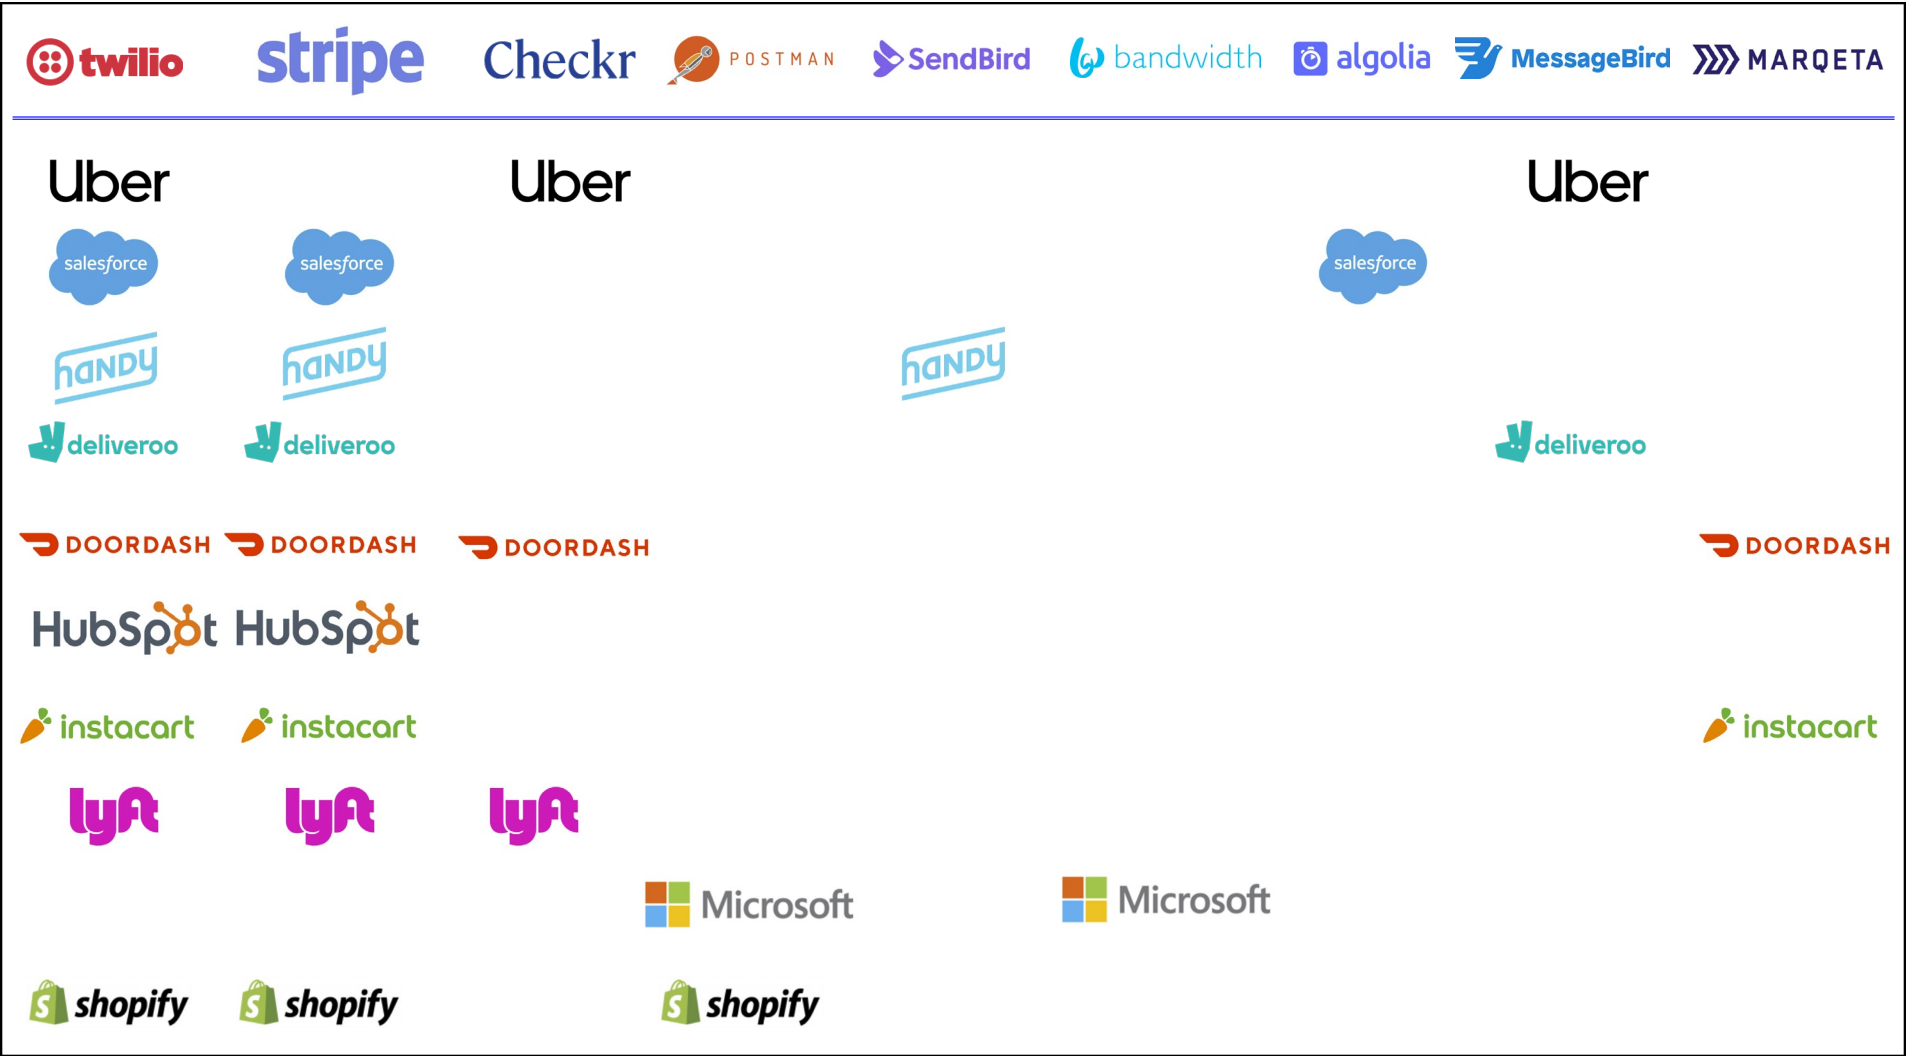 twilio stripe Checkr POSTMAN SendBird bandwidth algolia MessageBird MARQETA
Uber Uber Uber
salesforce salesforce salesforce
HANDY HANDY HANDY
deliveroo deliveroo deliveroo
DOORDASH DOORDASH DOORDASH DOORDASH
HubSpot HubSpot
instacart instacart instacart
lyft lyft lyft
Microsoft Microsoft
S shopify S shopify S shopify